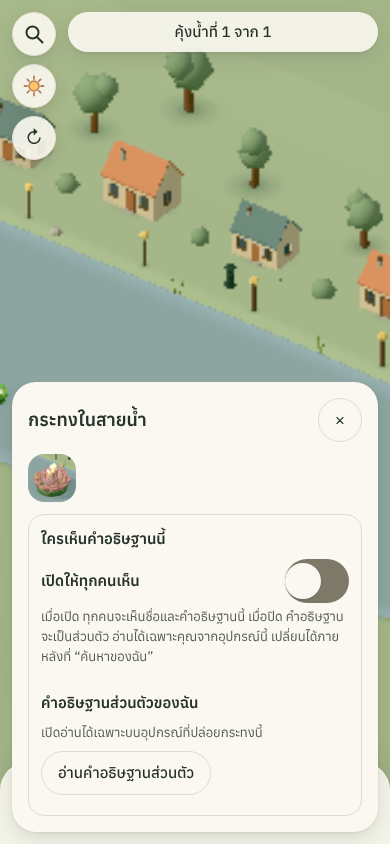 คุ้งน้ำที่ 1 จาก 1
กระทงในสายน้ำ
×
ใครเห็นคำอธิษฐานนี้
เปิดให้ทุกคนเห็น
เมื่อเปิด ทุกคนจะเห็นชื่อและคำอธิษฐานนี้ เมื่อปิด คำอธิษฐาน
จะเป็นส่วนตัว อ่านได้เฉพาะคุณจากอุปกรณ์นี้ เปลี่ยนได้ภาย
หลังที่ “ค้นหาของฉัน”
คำอธิษฐานส่วนตัวของฉัน
เปิดอ่านได้เฉพาะบนอุปกรณ์ที่ปล่อยกระทงนี้
อ่านคำอธิษฐานส่วนตัว